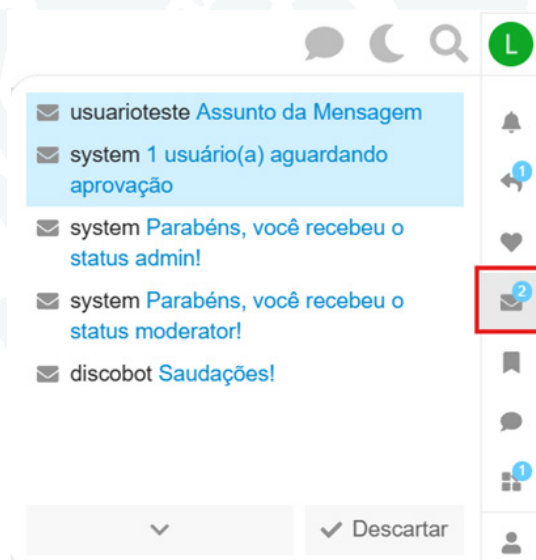 L
usuarioteste Assunto da Mensagem
system 1 usuário(a) aguardando
aprovação
1
system Parabéns, você recebeu o
status admin!
2
system Parabéns, você recebeu o
status moderator!
discobot Saudações!
1
Descartar